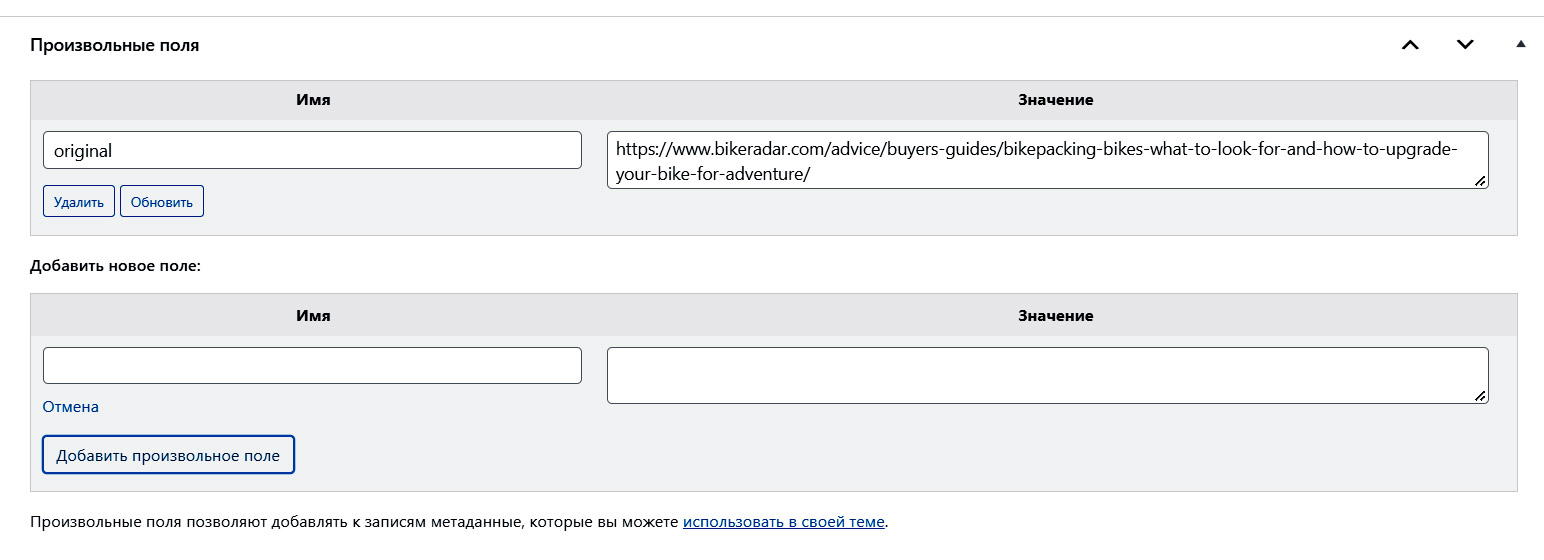 Произвольные поля
Имя Значение
original
https://www.bikeradar.com/advice/buyers-guides/bikepacking-bikes-what-to-look-for-and-how-to-upgrade-
your-bike-for-adventure/
Удалить Обновить
Добавить новое поле:
Имя Значение
Отмена
Добавить произвольное поле
Произвольные поля позволяют добавлять к записям метаданные, которые вы можете использовать в своей теме.